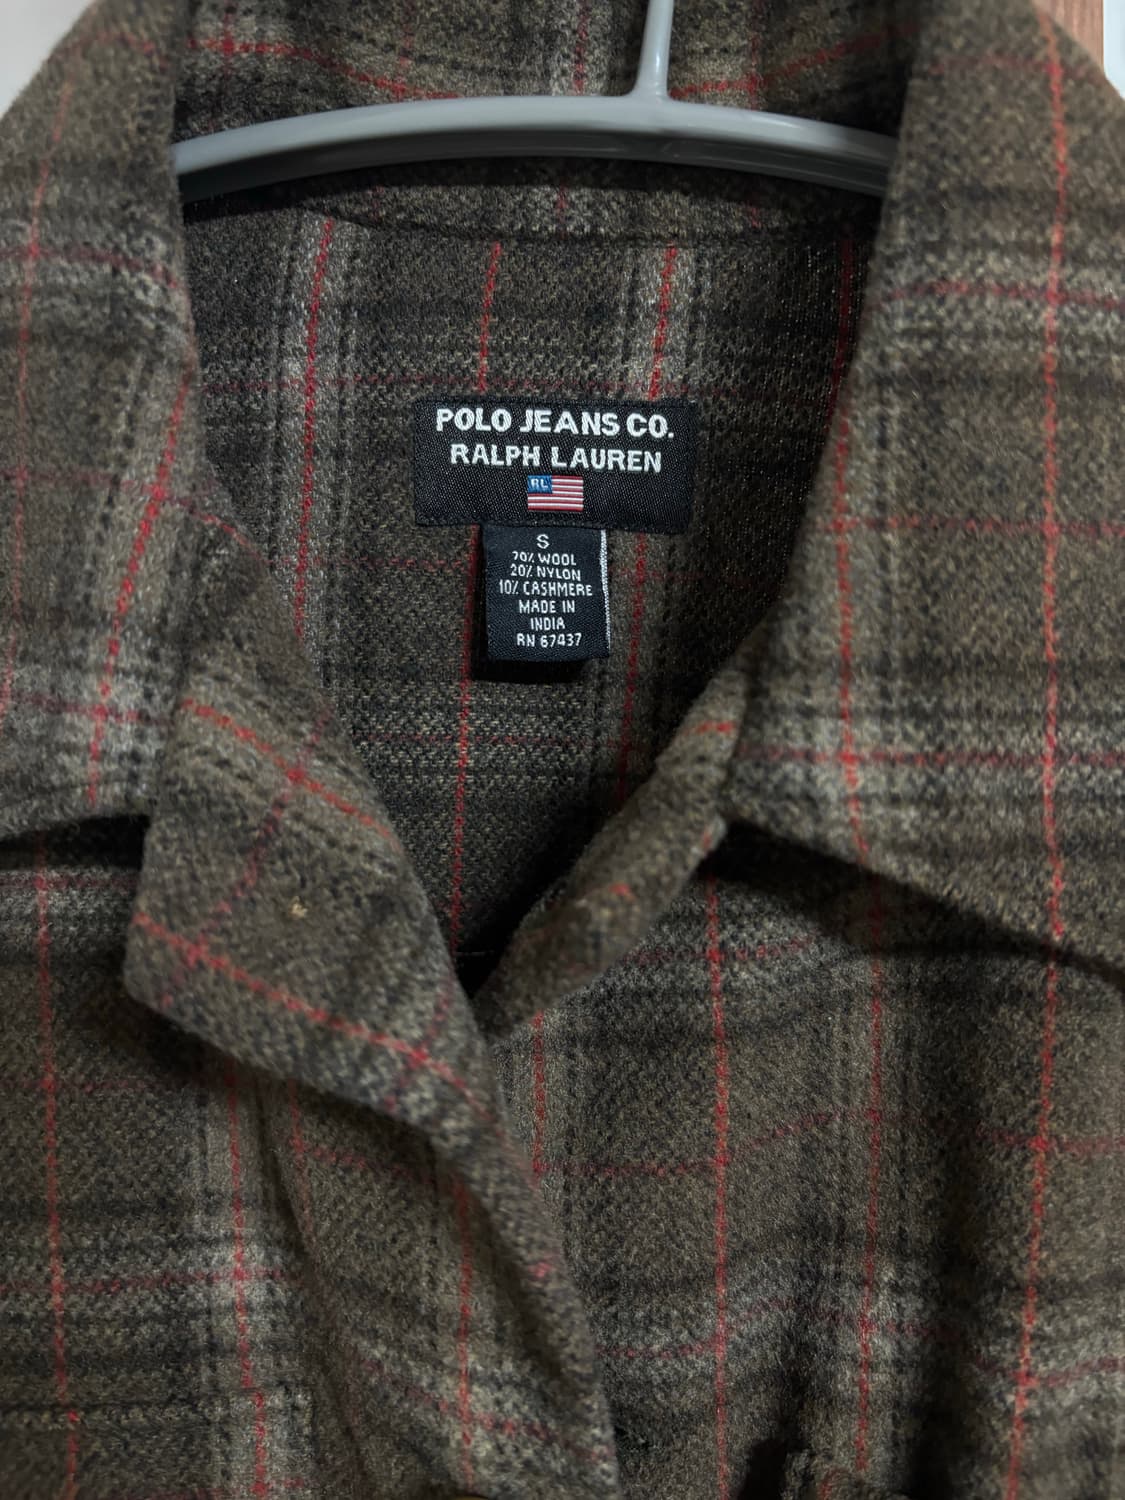 POLO JEANS CO.
RALPH LAUREN
RL
S
70% WOOL
20% NYLON
10% CASHMERE
MADE IN
INDIA
RN 67437